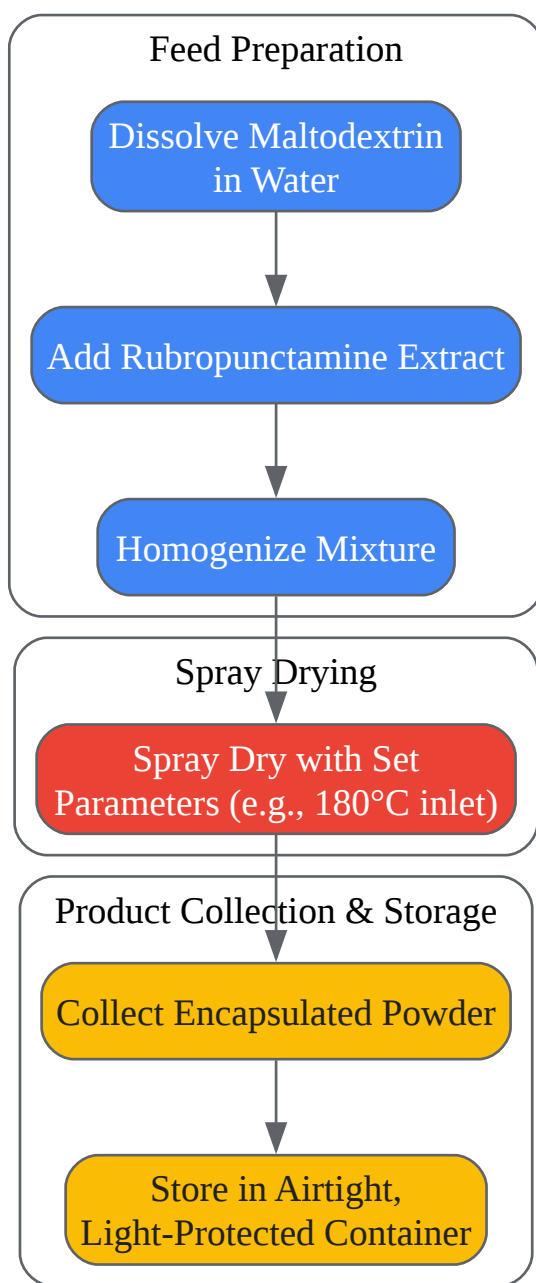 Feed Preparation
Dissolve Maltodextrin
in Water
Add Rubropunctamine Extract
Homogenize Mixture
Spray Drying
Spray Dry with Set
Parameters (e.g., 180°C inlet)
Product Collection & Storage
Collect Encapsulated Powder
Store in Airtight,
Light-Protected Container